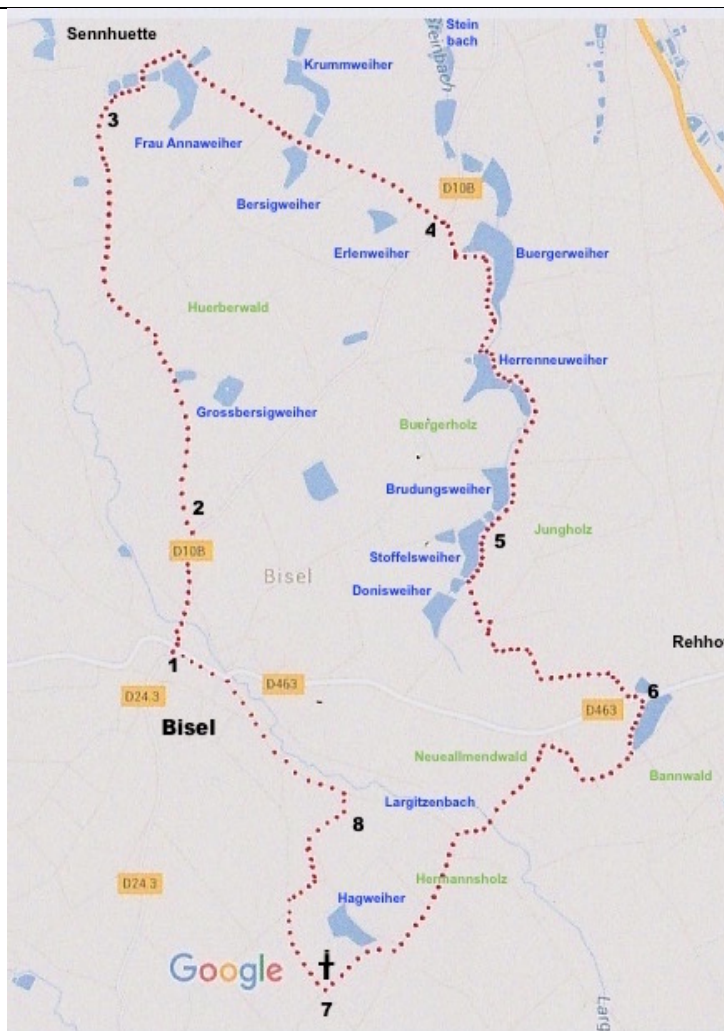 Stein
bach
Sennhuette
Steinbach
Krummweiher
3
Frau Annaweiher
D10B
Bersigweiher
4
Erlenweiher
Buergerweiher
Huerberwald
Herrenneuweiher
Grossbersigweiher
Buergerholz
Brudungsweiher
2
Jungholz
5
D10B
Stoffelsweiher
Bisel
Donisweiher
Rehho
1
D463
6
D24.3
D463
Bisel
Neueallmendwald
Bannwald
Largitzenbach
8
D24.3
Hermannsholz
Hagweiher
Google
7
Larg